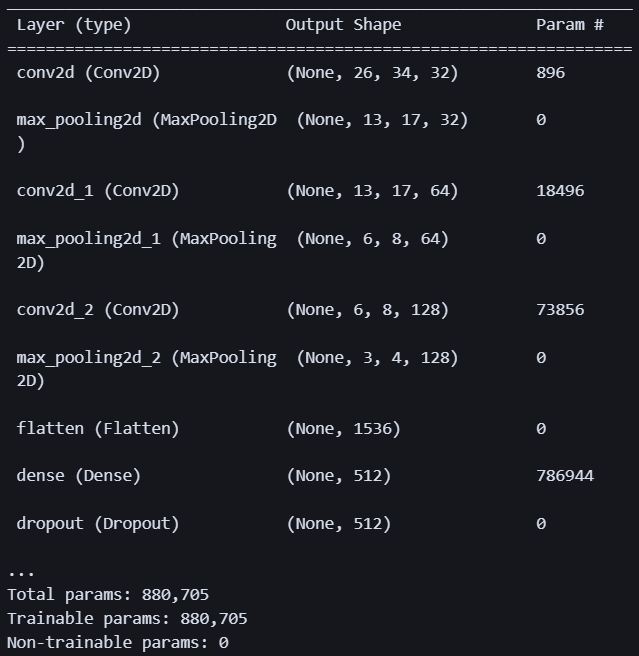 Layer (type) Output Shape Param #
=================================================================
conv2d (Conv2D) (None, 26, 34, 32) 896
max_pooling2d (MaxPooling2D (None, 13, 17, 32) 0
)
conv2d_1 (Conv2D) (None, 13, 17, 64) 18496
max_pooling2d_1 (MaxPooling (None, 6, 8, 64) 0
2D)
conv2d_2 (Conv2D) (None, 6, 8, 128) 73856
max_pooling2d_2 (MaxPooling (None, 3, 4, 128) 0
2D)
flatten (Flatten) (None, 1536) 0
dense (Dense) (None, 512) 786944
dropout (Dropout) (None, 512) 0
...
Total params: 880,705
Trainable params: 880,705
Non-trainable params: 0